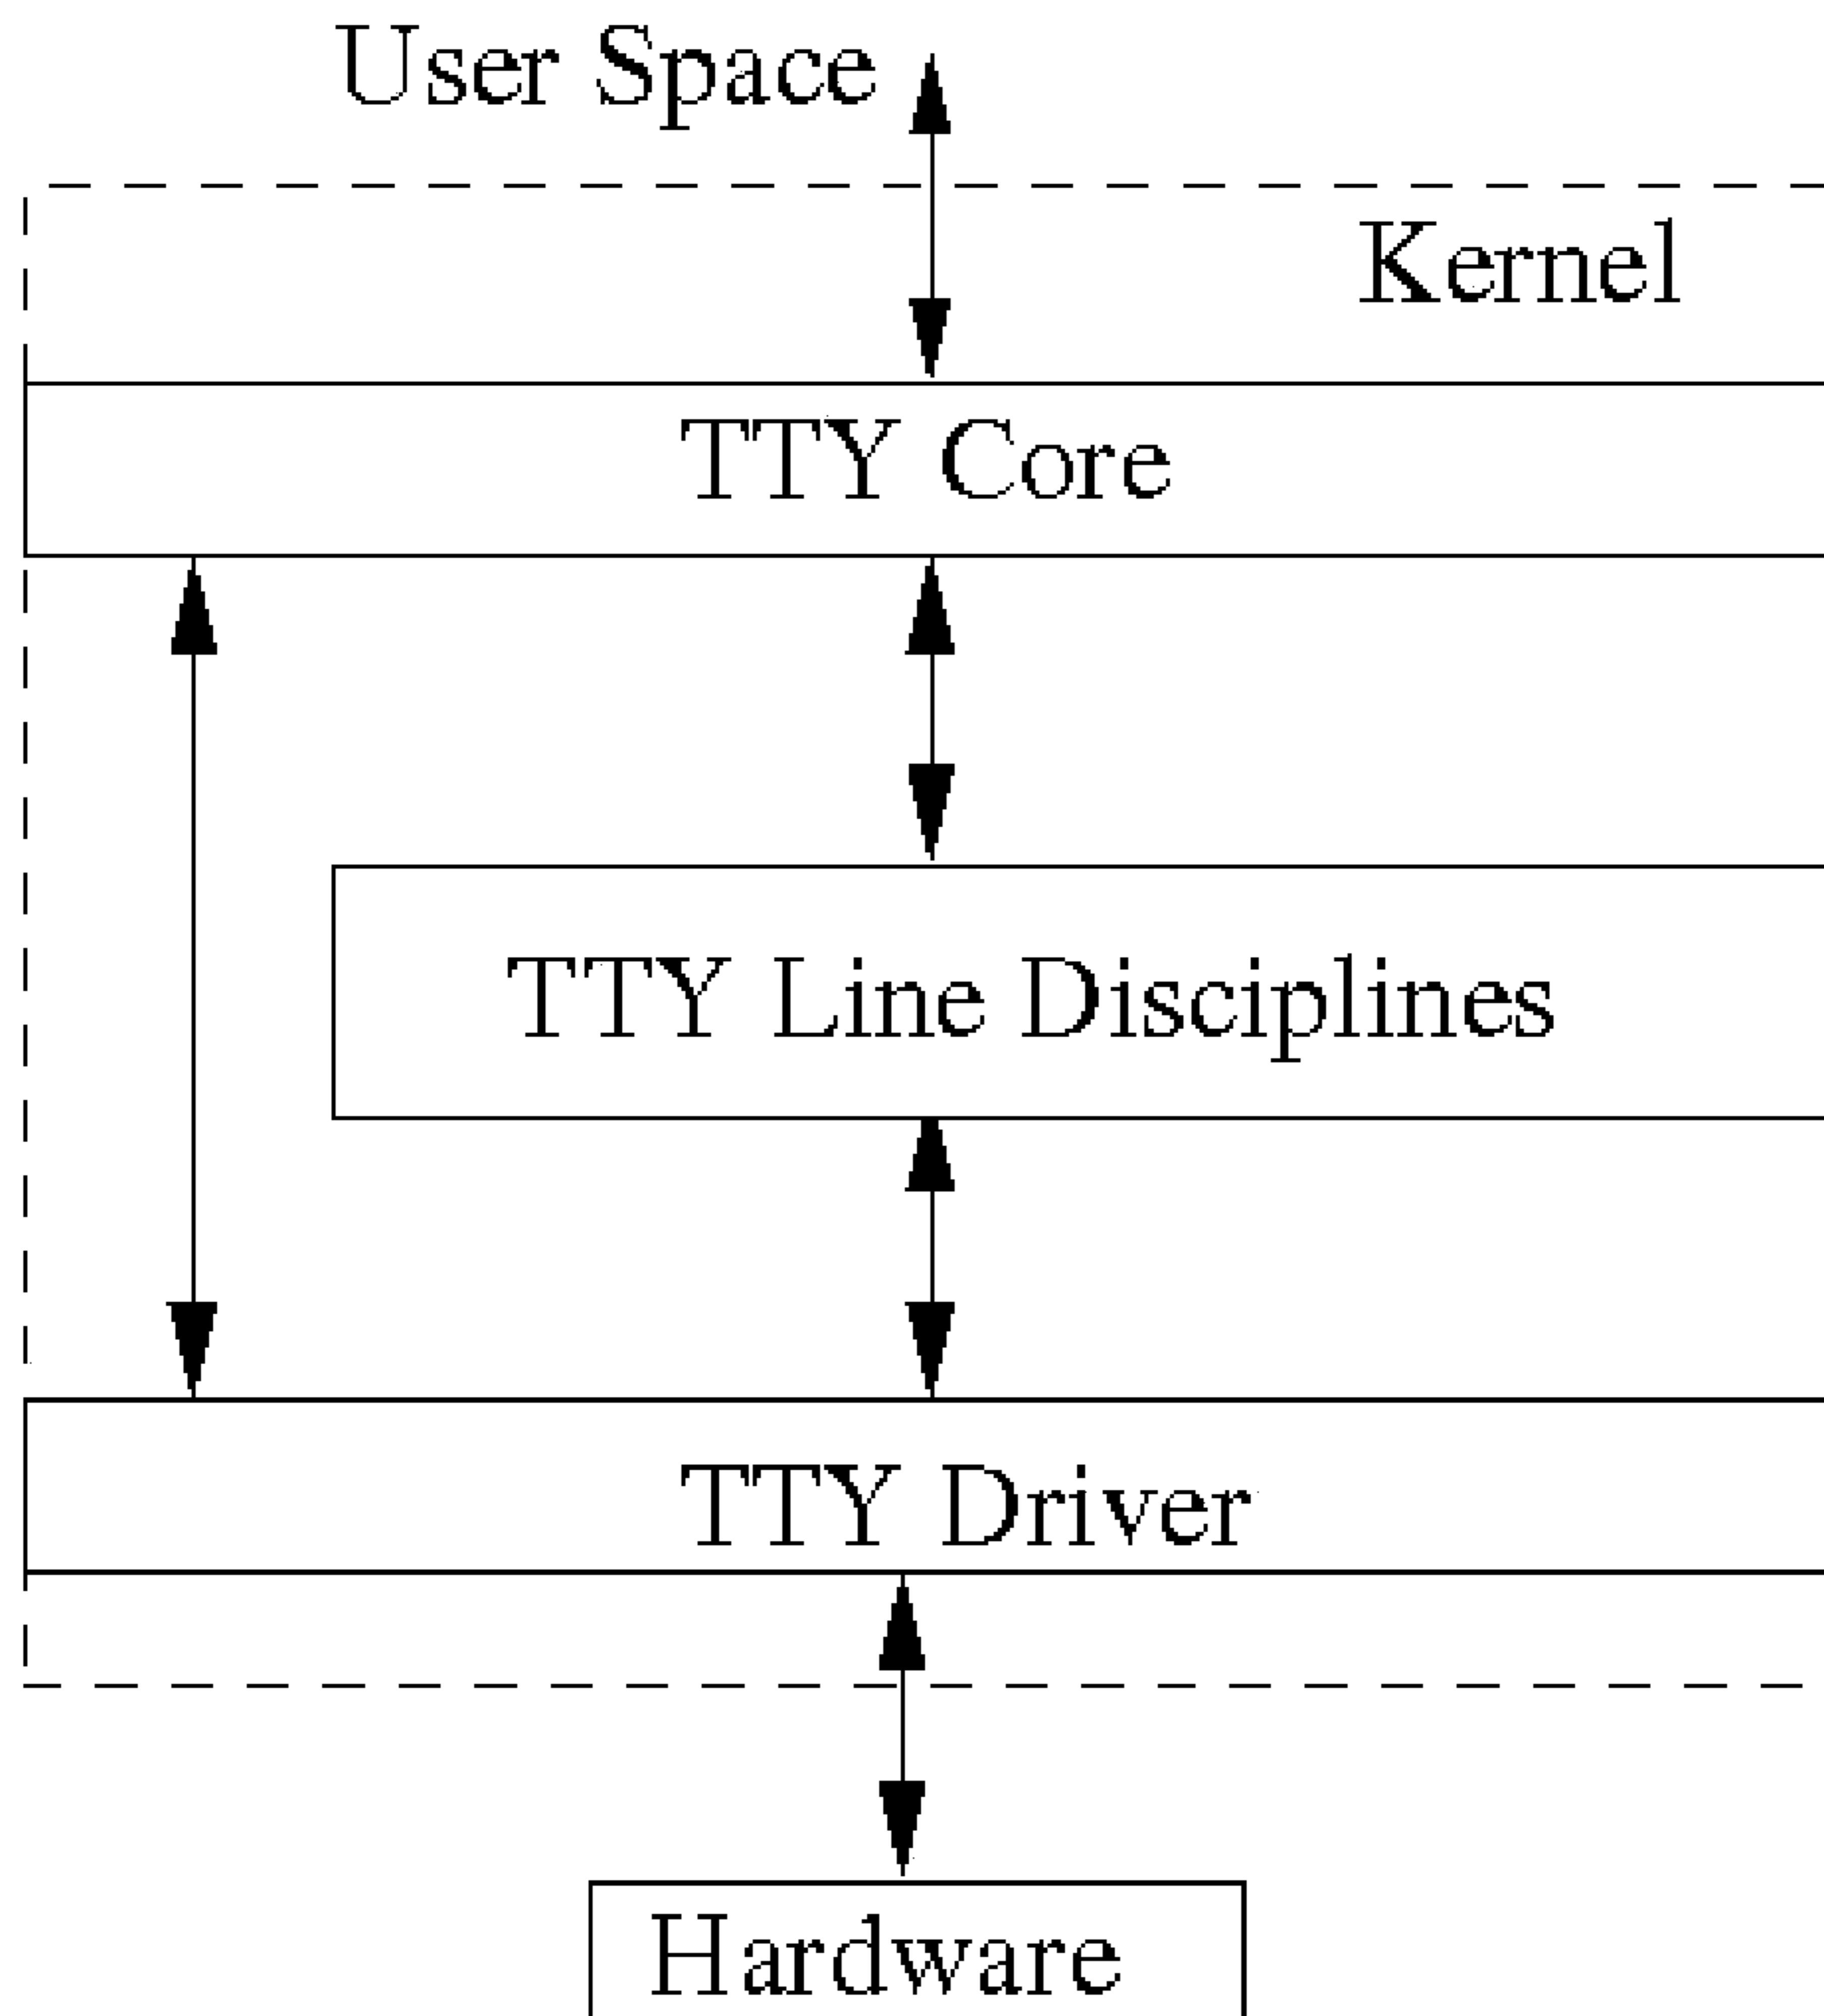 User Space
Kernel
TTY Core
TTY Line Disciplines
TTY Driver
Hardware